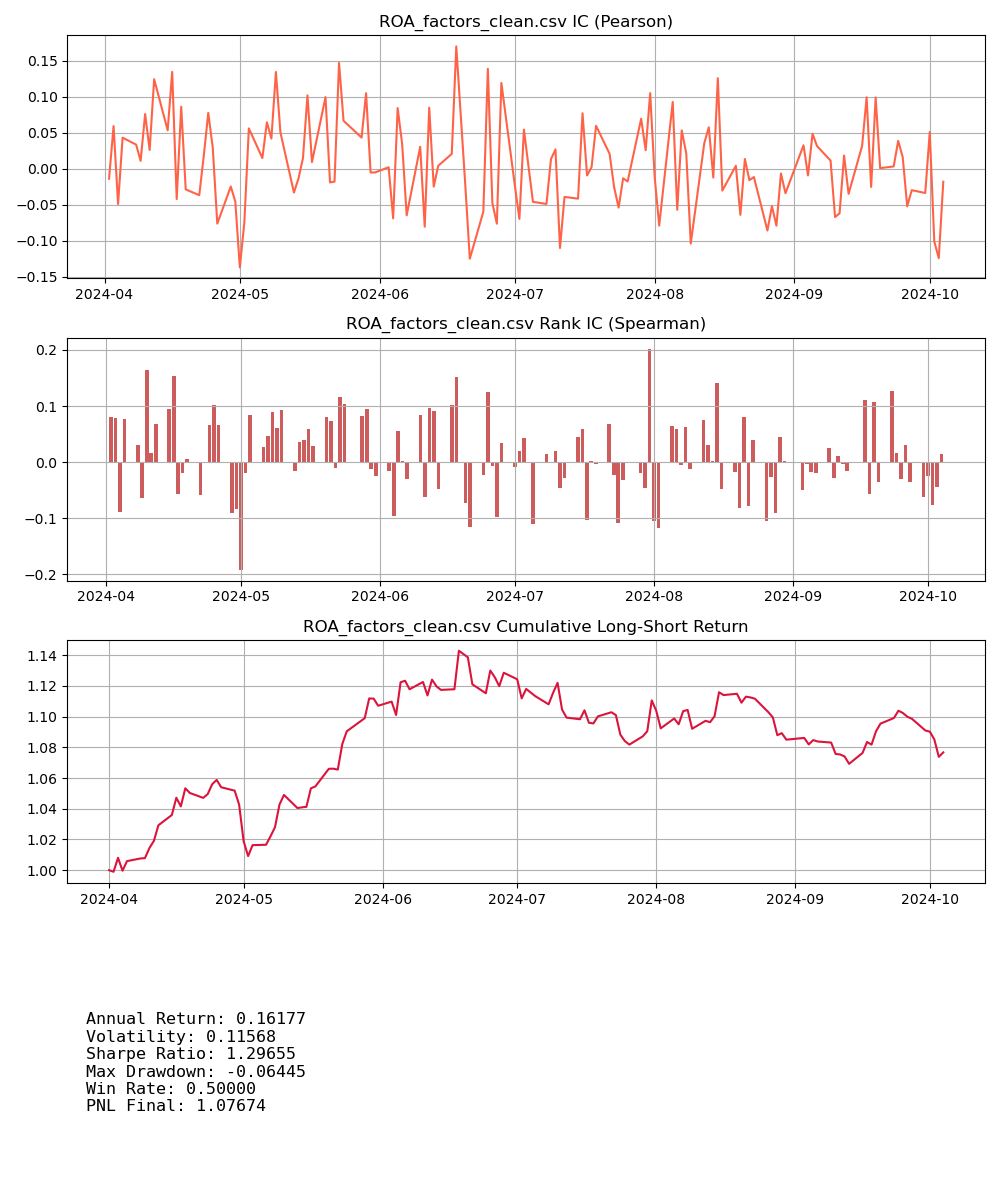 ROA_factors_clean.csv IC (Pearson)
0.15
0.10
0.05
0.00
−0.05
−0.10
−0.15
2024-04 2024-05 2024-06 2024-07 2024-08 2024-09 2024-10
ROA_factors_clean.csv Rank IC (Spearman)
0.2
0.1
0.0
−0.1
−0.2
2024-04 2024-05 2024-06 2024-07 2024-08 2024-09 2024-10
ROA_factors_clean.csv Cumulative Long-Short Return
1.14
1.12
1.10
1.08
1.06
1.04
1.02
1.00
2024-04 2024-05 2024-06 2024-07 2024-08 2024-09 2024-10
Annual Return: 0.16177
Volatility: 0.11568
Sharpe Ratio: 1.29655
Max Drawdown: -0.06445
Win Rate: 0.50000
PNL Final: 1.07674